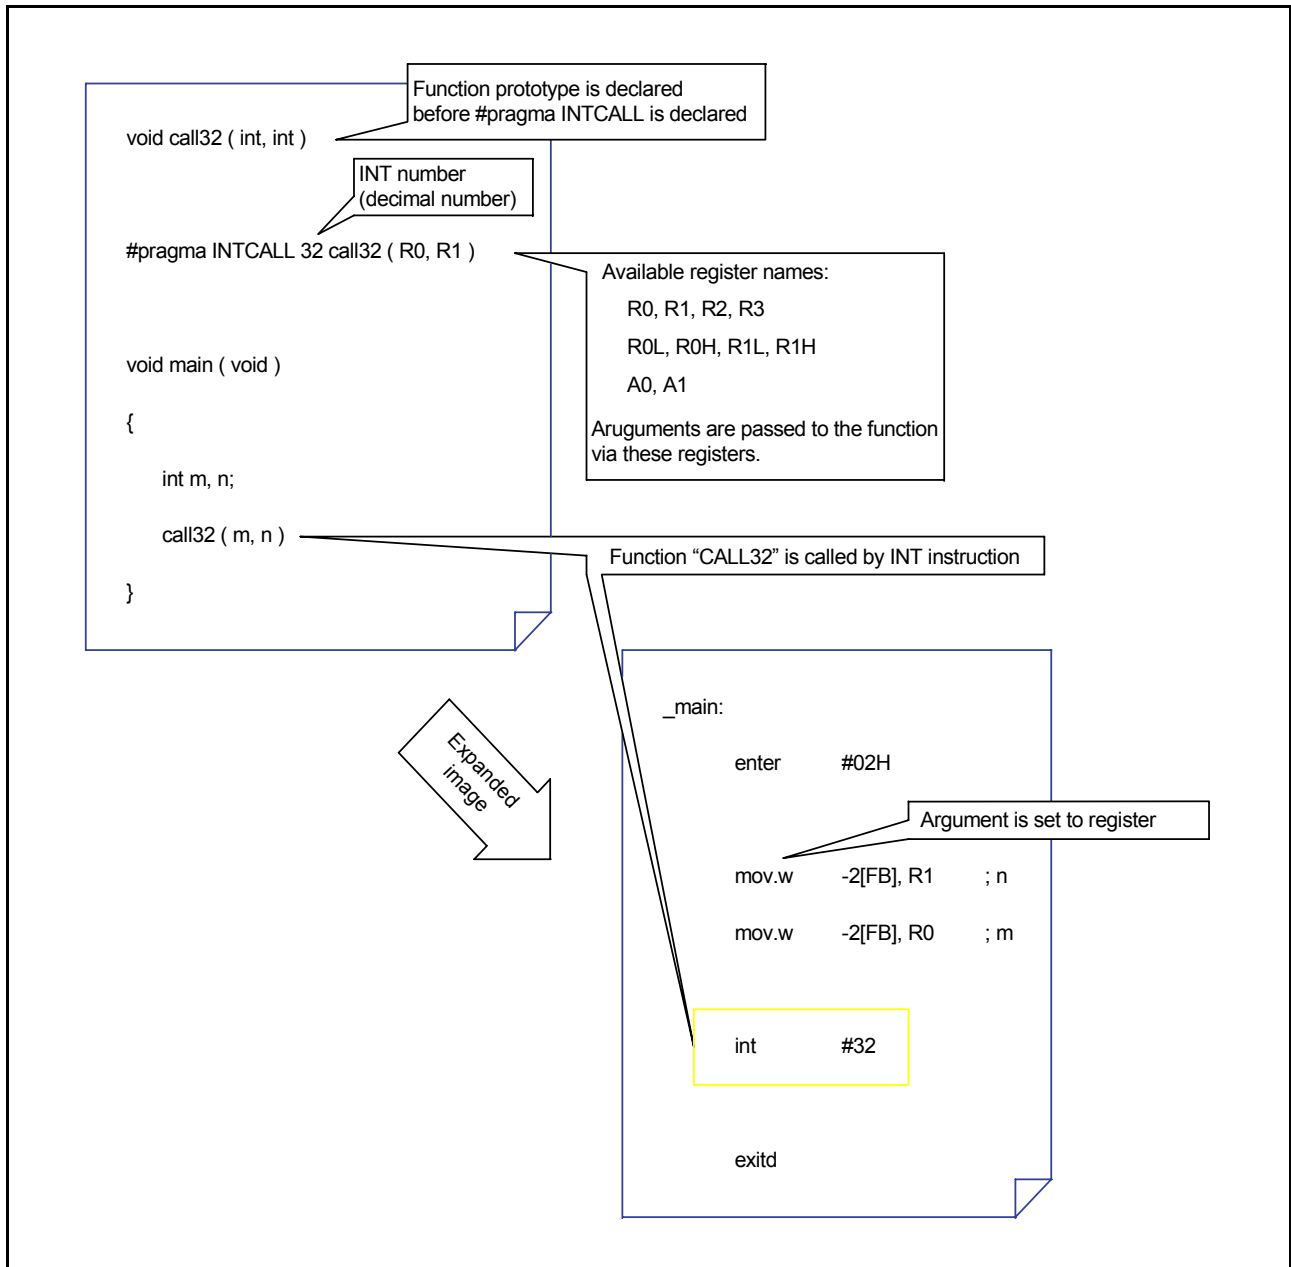 Function prototype is declared
before #pragma INTCALL is declared
void call32 ( int, int )
INT number
(decimal number)
#pragma INTCALL 32 call32 ( R0, R1 )
Available register names:
R0, R1, R2, R3
R0L, R0H, R1L, R1H
A0, A1
Aruguments are passed to the function
via these registers.
void main ( void )
{
int m, n;
call32 ( m, n )
Function “CALL32” is called by INT instruction
}
Expanded
image
_main:
enter #02H
Argument is set to register
mov.w -2[FB], R1 ; n
mov.w -2[FB], R0 ; m
int #32
exitd